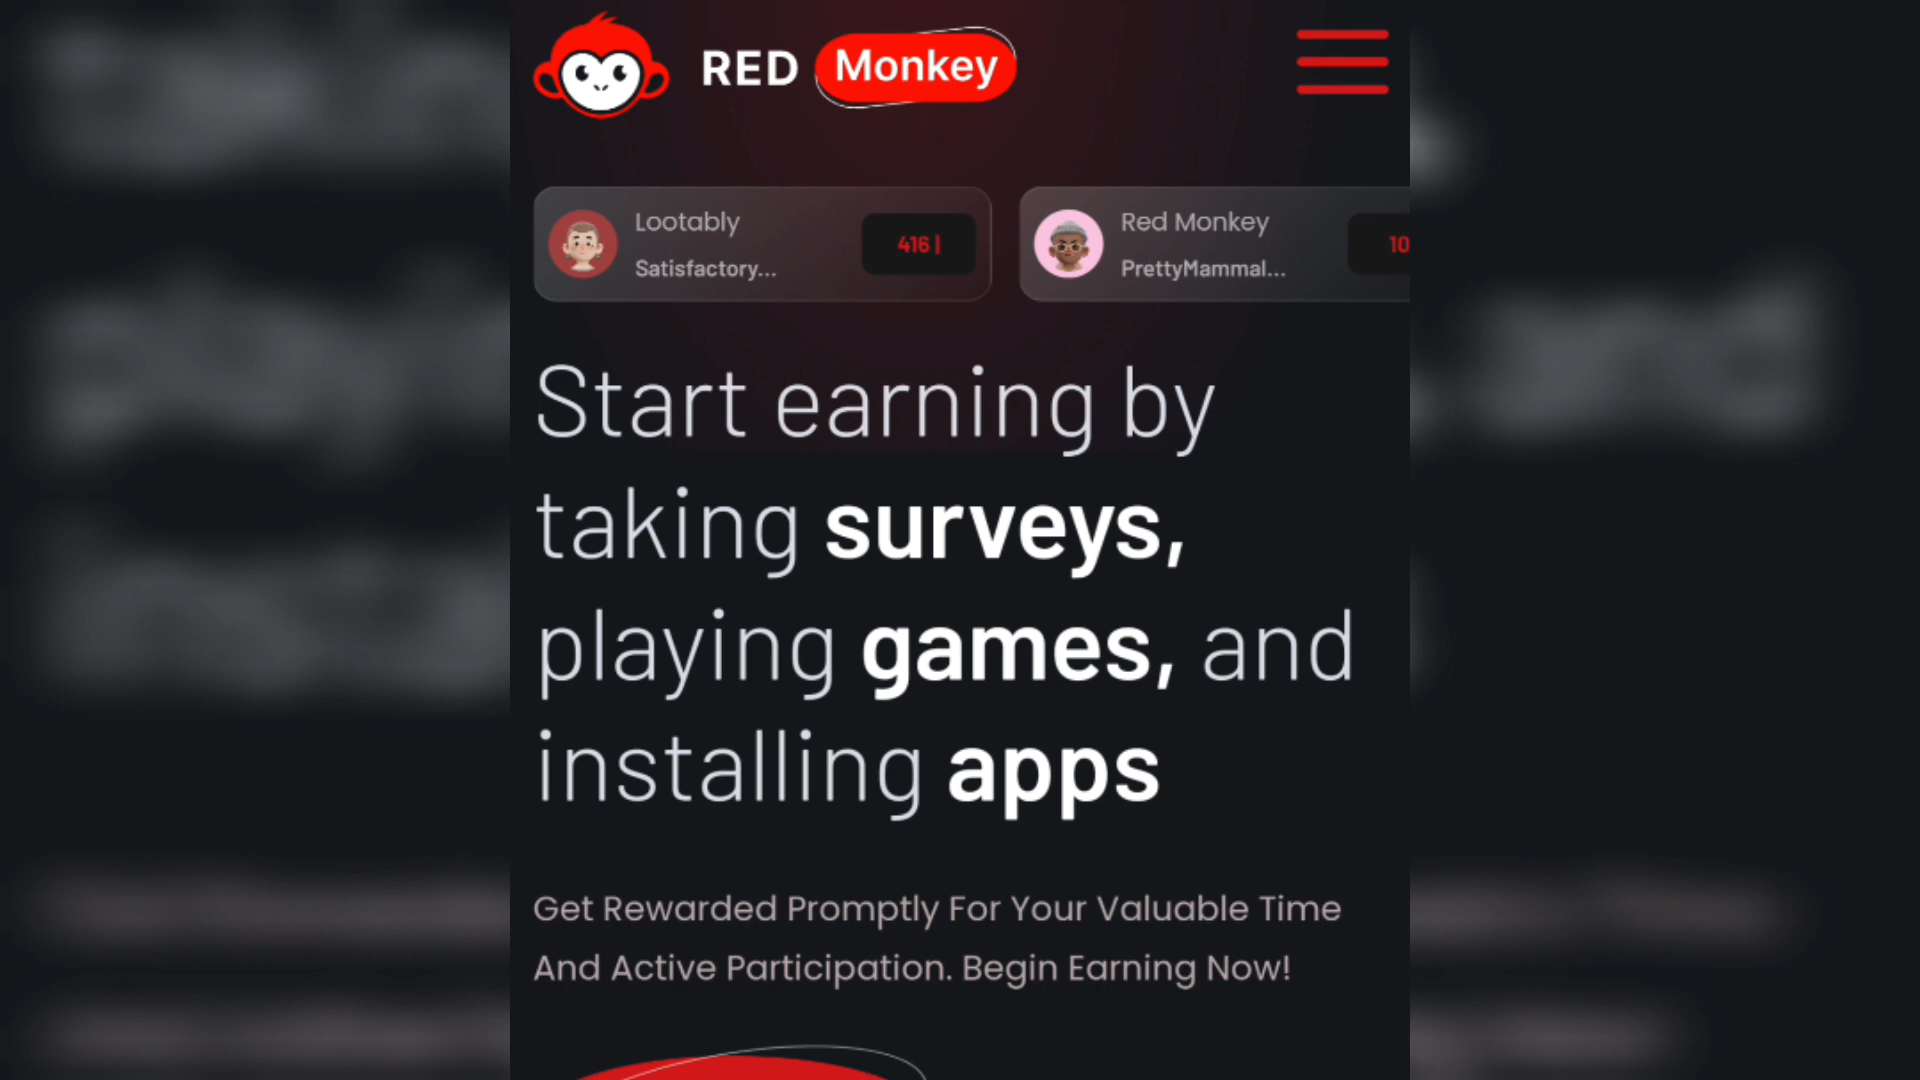 RED Monkey
Lootably
Satisfactory...
416 |
Red Monkey
PrettyMammal...
10
Start earning by
taking surveys,
playing games, and
installing apps
Get Rewarded Promptly For Your Valuable Time
And Active Participation. Begin Earning Now!